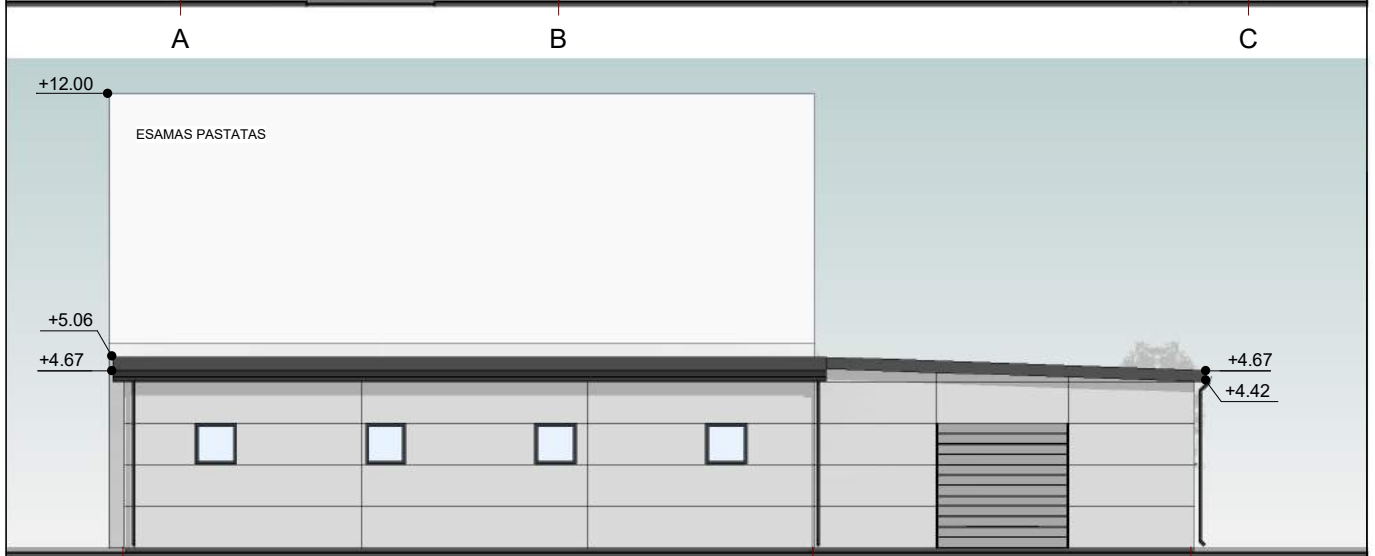 A B C
+12.00
ESAMAS PASTATAS
+5.06
+4.67
+4.67
+4.42